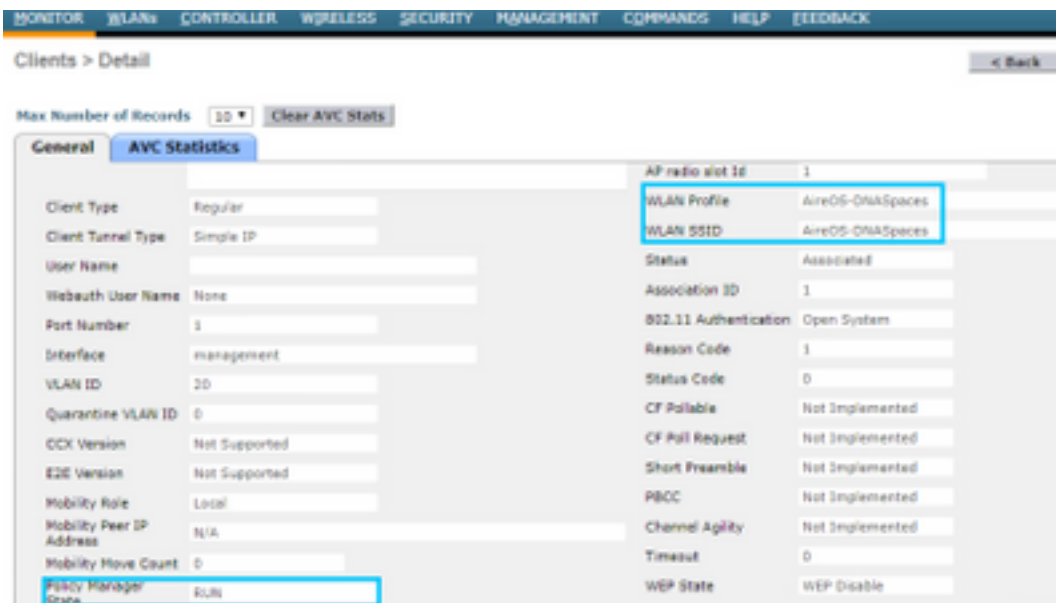 MONITOR WLANs CONTROLLER WIRELESS SECURITY MANAGEMENT COMMANDS HELP FEEDBACK
Clients > Detail
< Back
Max Number of Records 10 Clear AVC Stats
General AVC Statistics
AP radio slot Id 1
Client Type Regular
WLAN Profile AireOS-DNASpaces
Client Tunnel Type Simple IP
WLAN SSID AireOS-DNASpaces
User Name
Status Associated
Webauth User Name None
Association ID 1
Port Number 1
802.11 Authentication Open System
Interface management
Reason Code 1
VLAN ID 20
Status Code 0
Quarantine VLAN ID 0
CF Pollable Not Implemented
CCX Version Not Supported
CF Poll Request Not Implemented
E2E Version Not Supported
Short Preamble Not Implemented
Mobility Role Local
PBCC Not Implemented
Mobility Peer IP
Address
N/A
Channel Agility Not Implemented
Mobility Move Count 0
Timeout 0
Policy Manager
State
RUN
WEP State WEP Disable